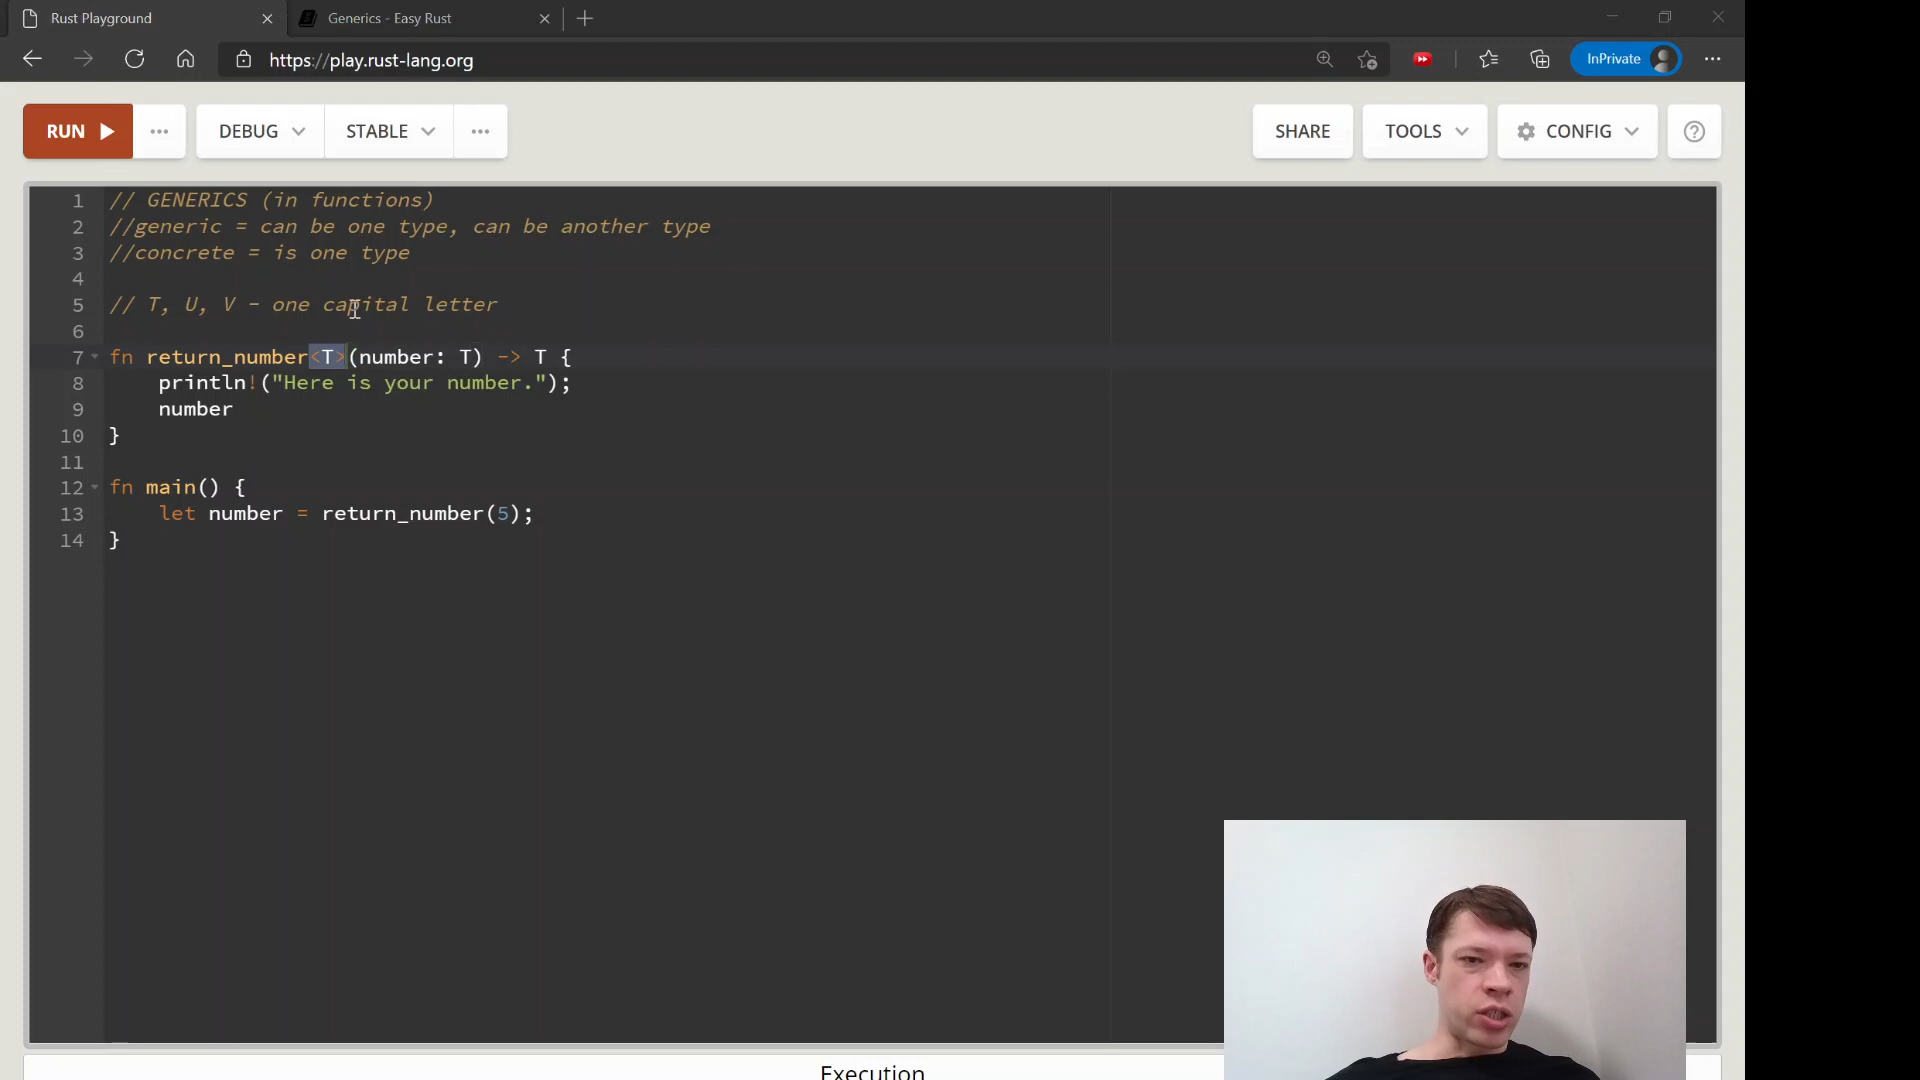 Rust Playground
Generics - Easy Rust
https://play.rust-lang.org
InPrivate
RUN
DEBUG
STABLE
SHARE
TOOLS
CONFIG
1 // GENERICS (in functions)
2 //generic = can be one type, can be another type
3 //concrete = is one type
4
5 // T, U, V - one capital letter
6
7 fn return_number<T>(number: T) -> T {
8 println!("Here is your number.");
9 number
10 }
11
12 fn main() {
13 let number = return_number(5);
14 }
Execution